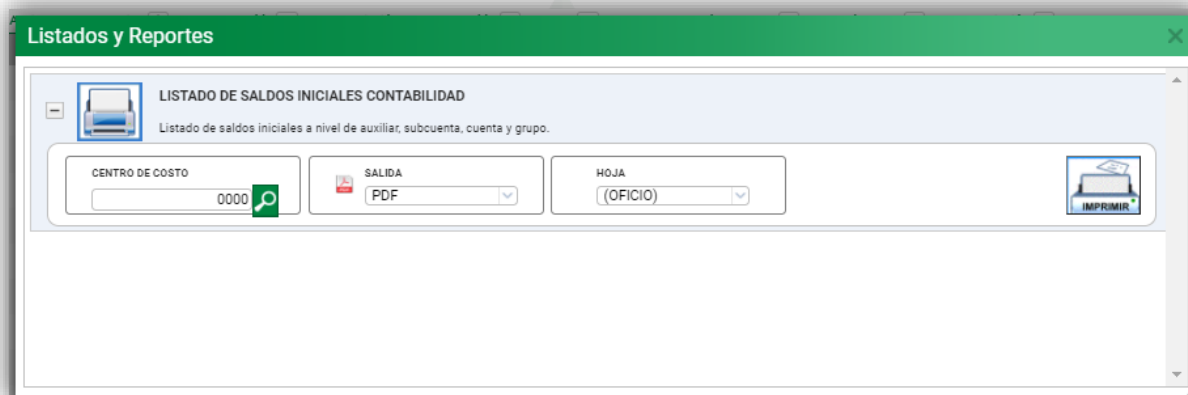 Listados y Reportes
LISTADO DE SALDOS INICIALES CONTABILIDAD
Listado de saldos iniciales a nivel de auxiliar, subcuenta, cuenta y grupo.
CENTRO DE COSTO
0000
SALIDA
PDF
HOJA
(OFICIO)
IMPRIMIR